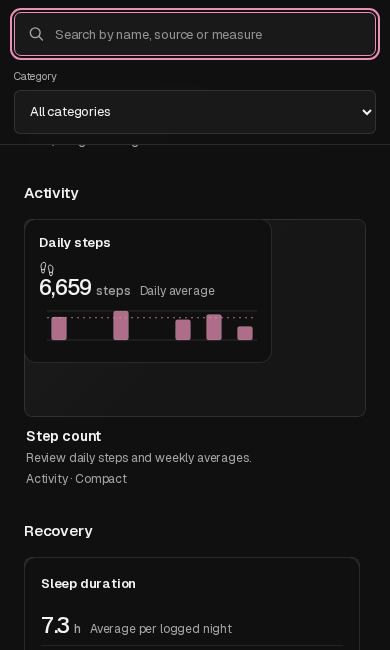 Search by name, source or measure
Category
All categories
Activity
Daily steps
6,659 steps Daily average
Step count
Review daily steps and weekly averages.
Activity · Compact
Recovery
Sleep duration
7.3 h Average per logged night